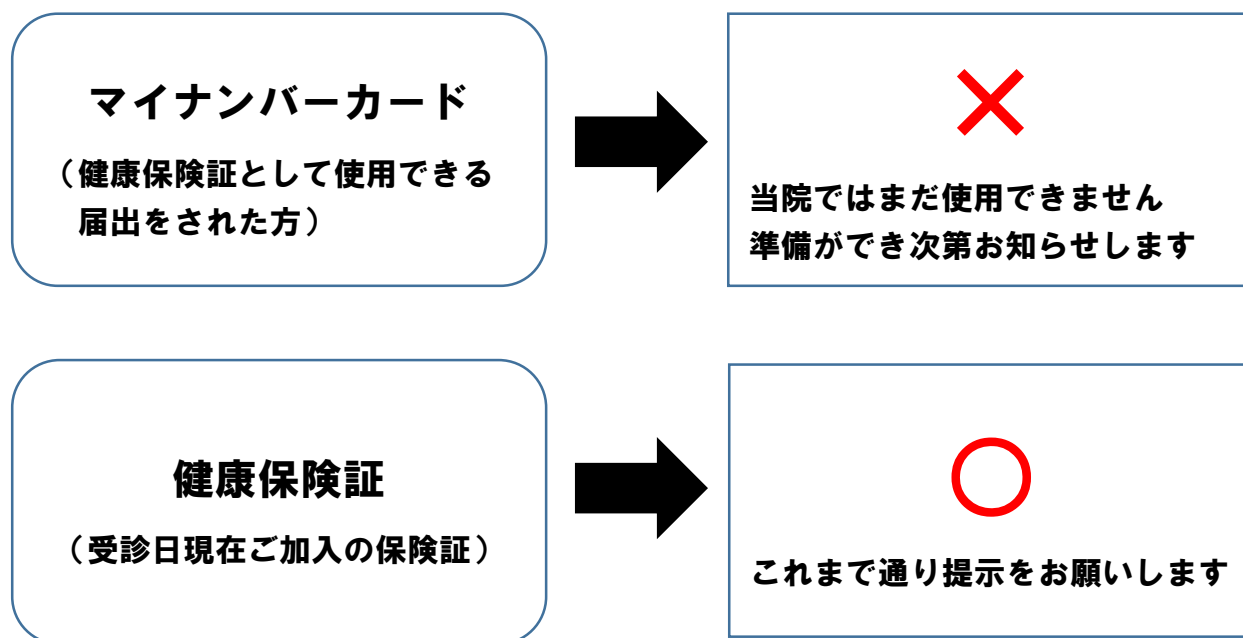 マイナンバーカード
（健康保険証として使用できる
届出をされた方）
×
当院ではまだ使用できません
準備ができ次第お知らせします
健康保険証
（受診日現在ご加入の保険証）
○
これまで通り提示をお願いします